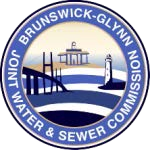 BRUNSWICK-GLYNN
JOINT WATER & SEWER COMMISSION